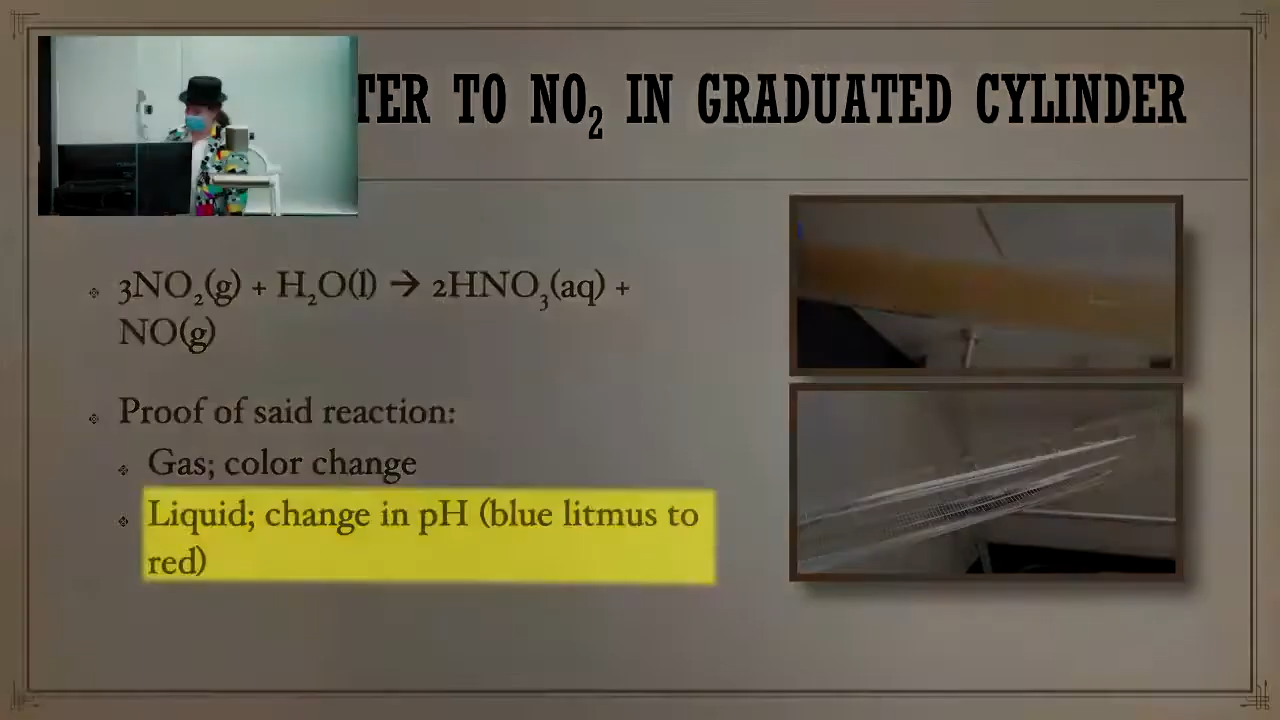 TO NO₂ IN GRADUATED CYLINDER
3NO₂(g) + H₂O(l) → 2HNO₃(aq) +
NO(g)
Proof of said reaction:
Gas; color change
Liquid; change in pH (blue litmus to
red)